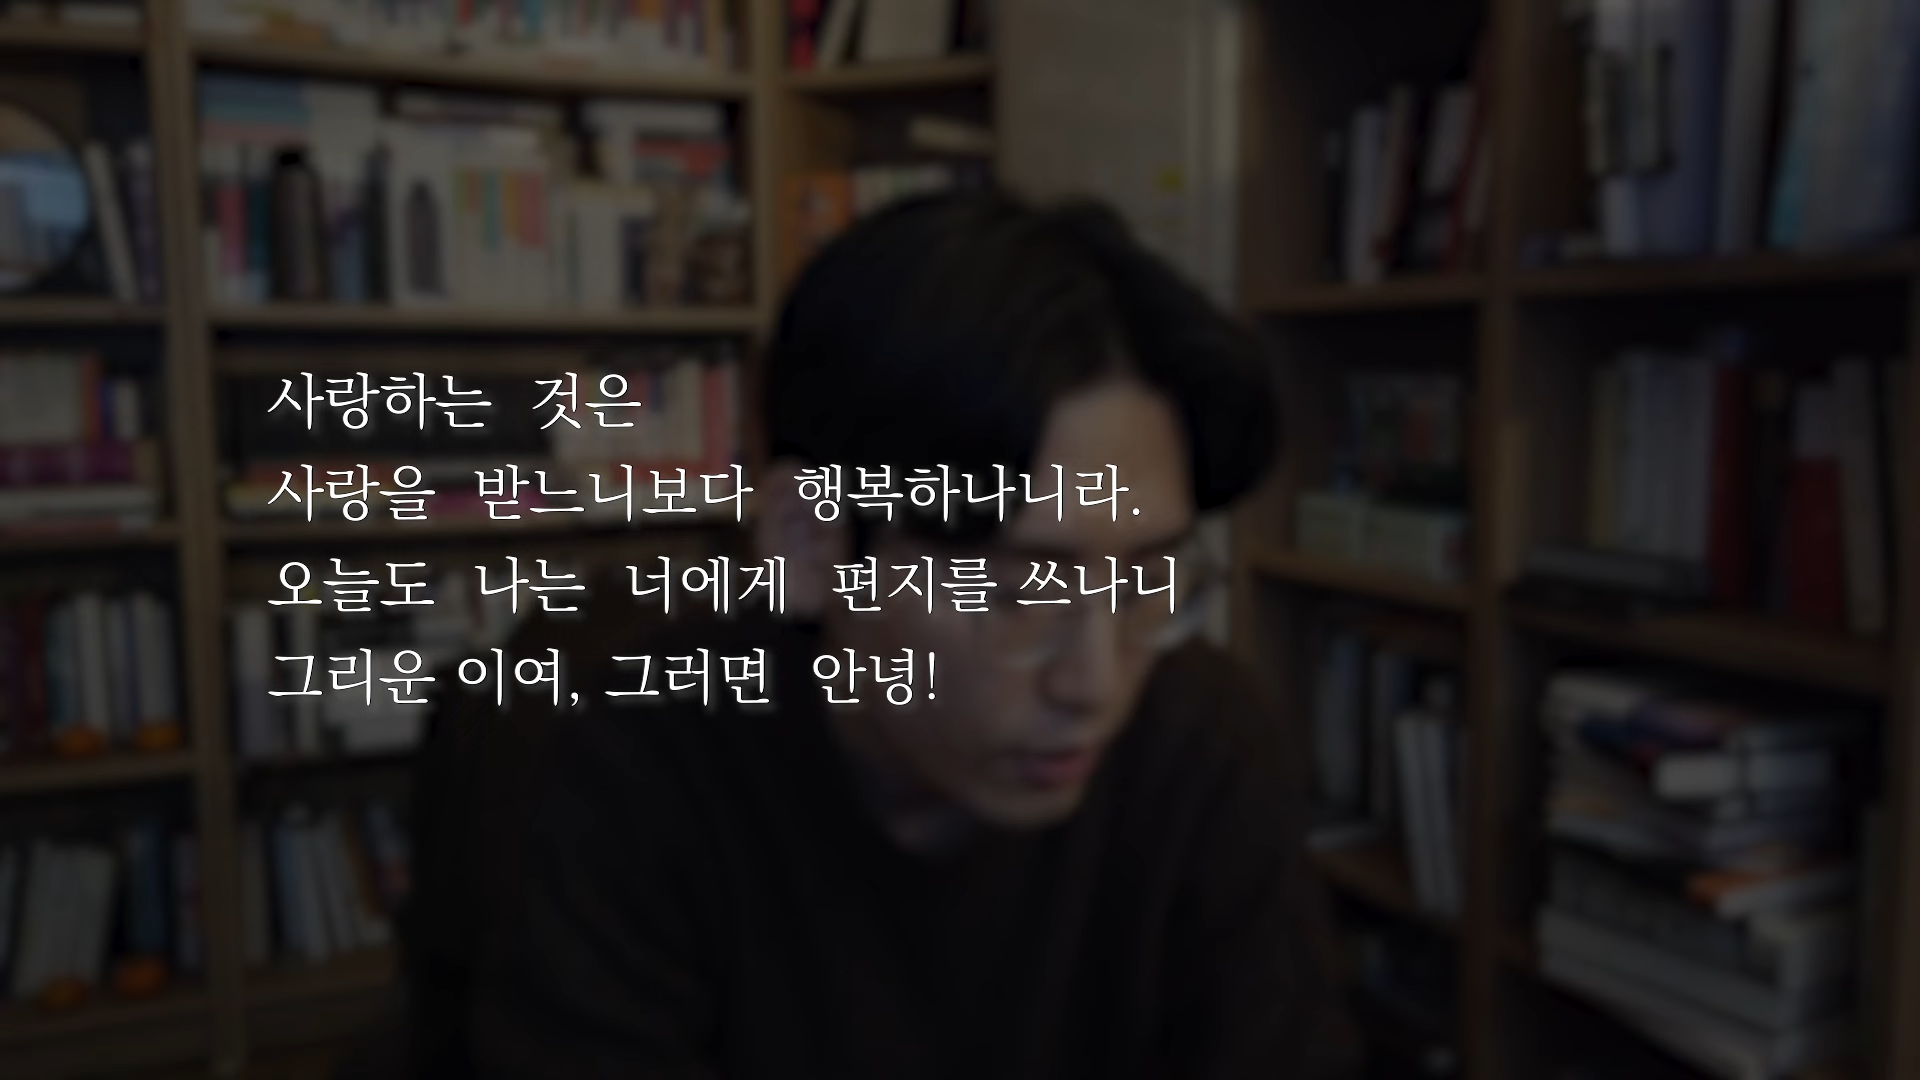 사랑하는 것은
사랑을 받느니보다 행복하나니라.
오늘도 나는 너에게 편지를 쓰나니
그리운 이여, 그러면 안녕!